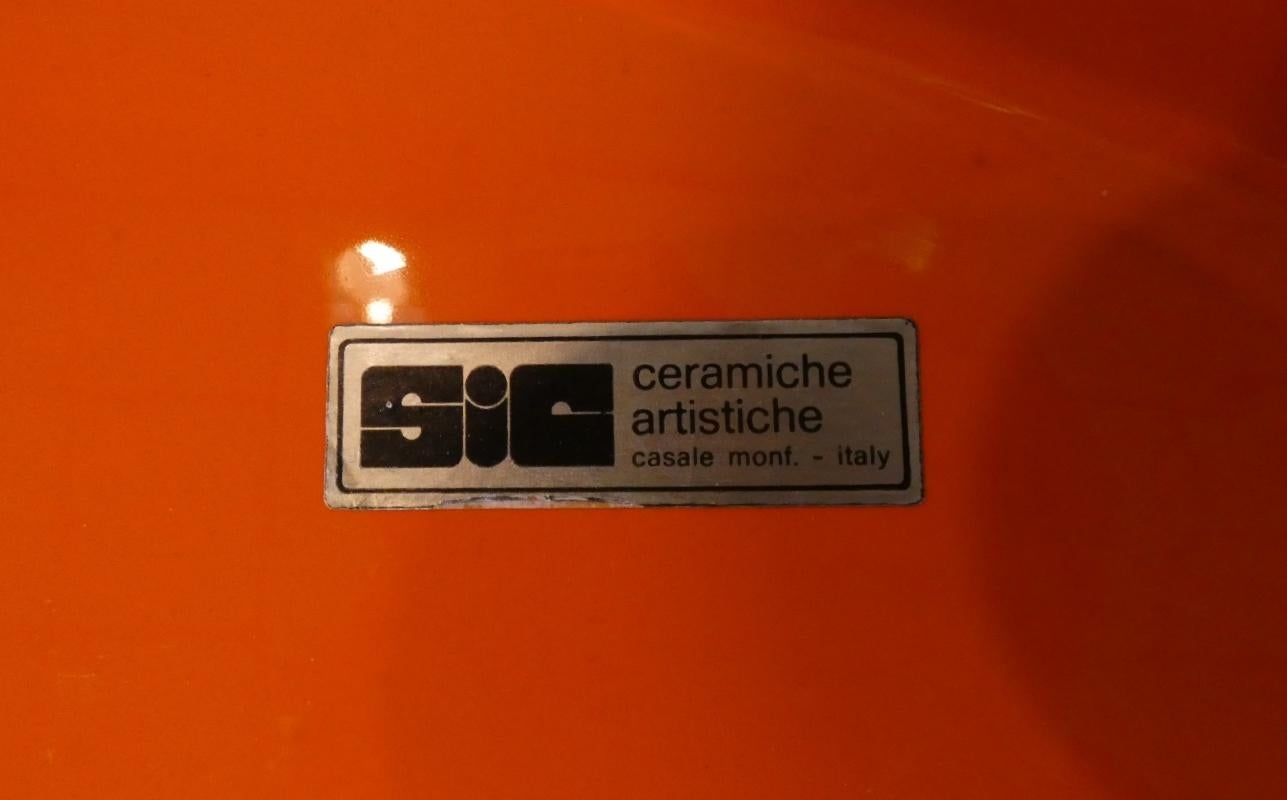 SiC
ceramiche
artistiche
casale monf. - italy